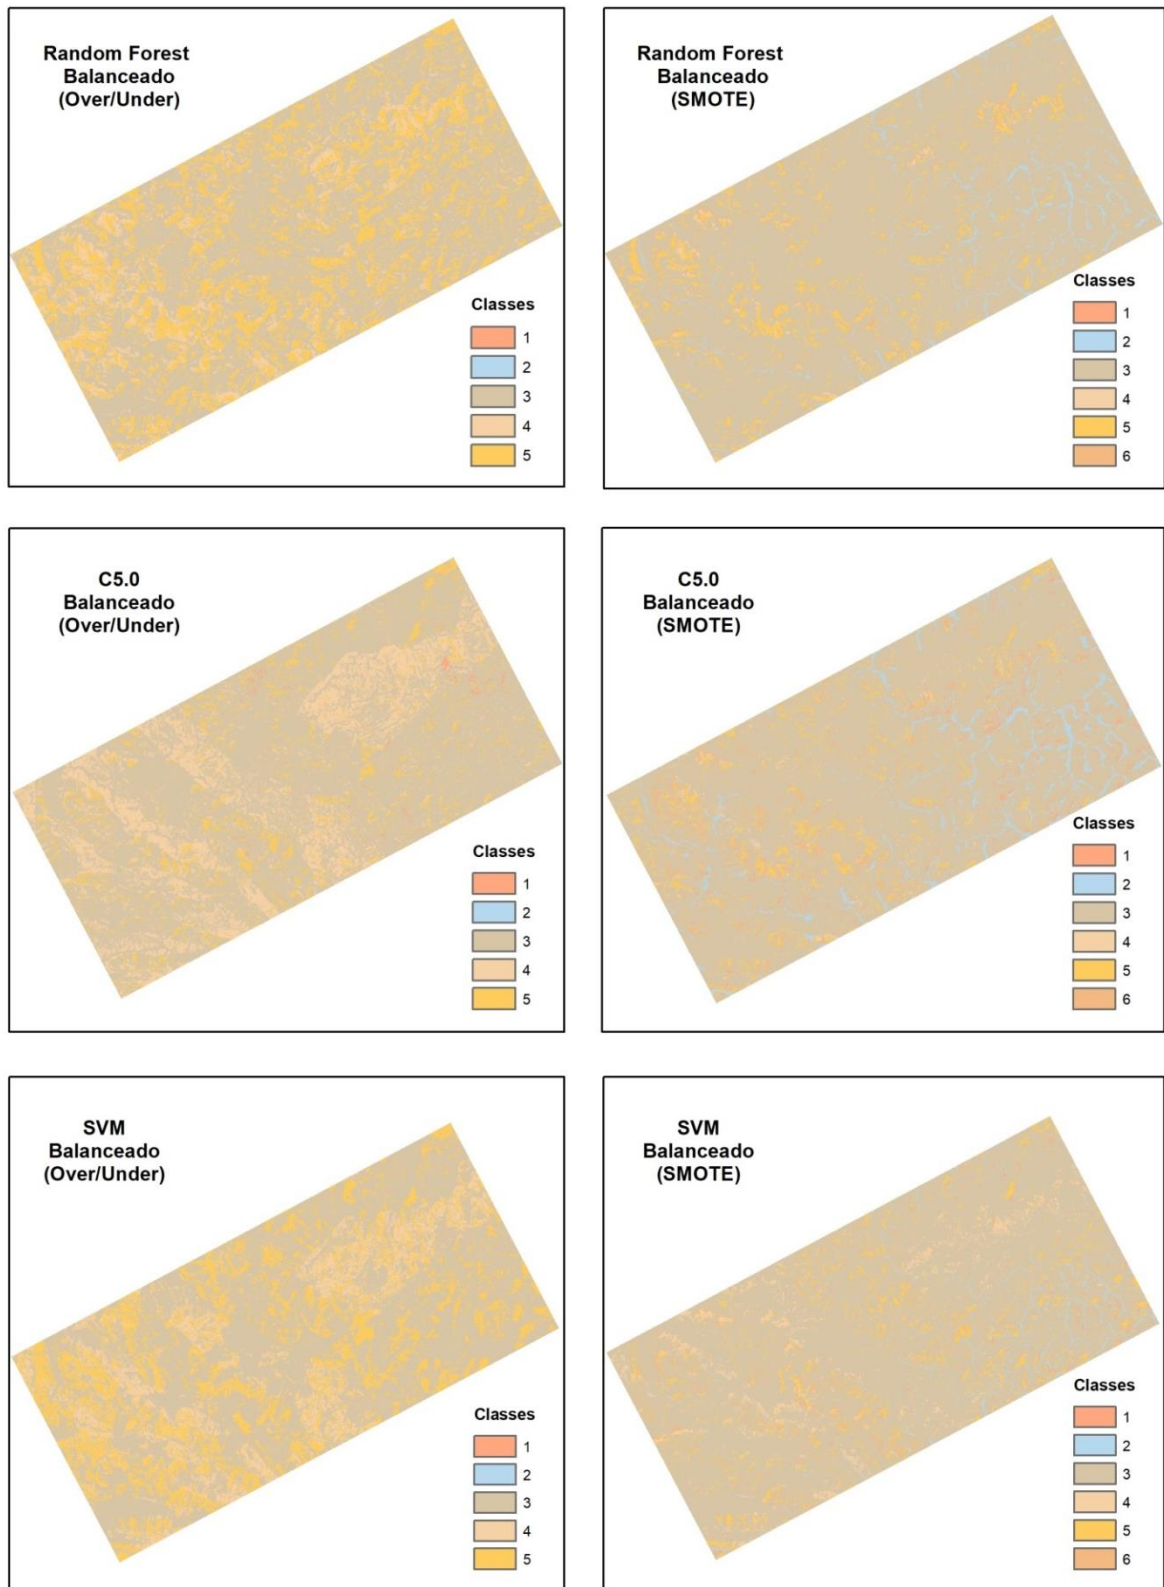 Random Forest
Balanceado
(Over/Under)
Classes
1
2
3
4
5
Random Forest
Balanceado
(SMOTE)
Classes
1
2
3
4
5
6
C5.0
Balanceado
(Over/Under)
Classes
1
2
3
4
5
C5.0
Balanceado
(SMOTE)
Classes
1
2
3
4
5
6
SVM
Balanceado
(Over/Under)
Classes
1
2
3
4
5
SVM
Balanceado
(SMOTE)
Classes
1
2
3
4
5
6